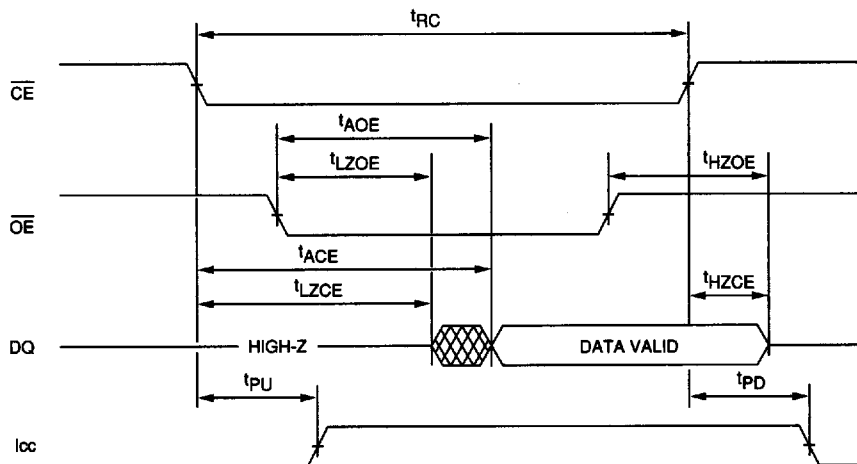 tRC
CE
tAOE
tLZOE
tHZOE
OE
tACE
tLZCE
tHZCE
DQ HIGH-Z DATA VALID
tPU tPD
Icc